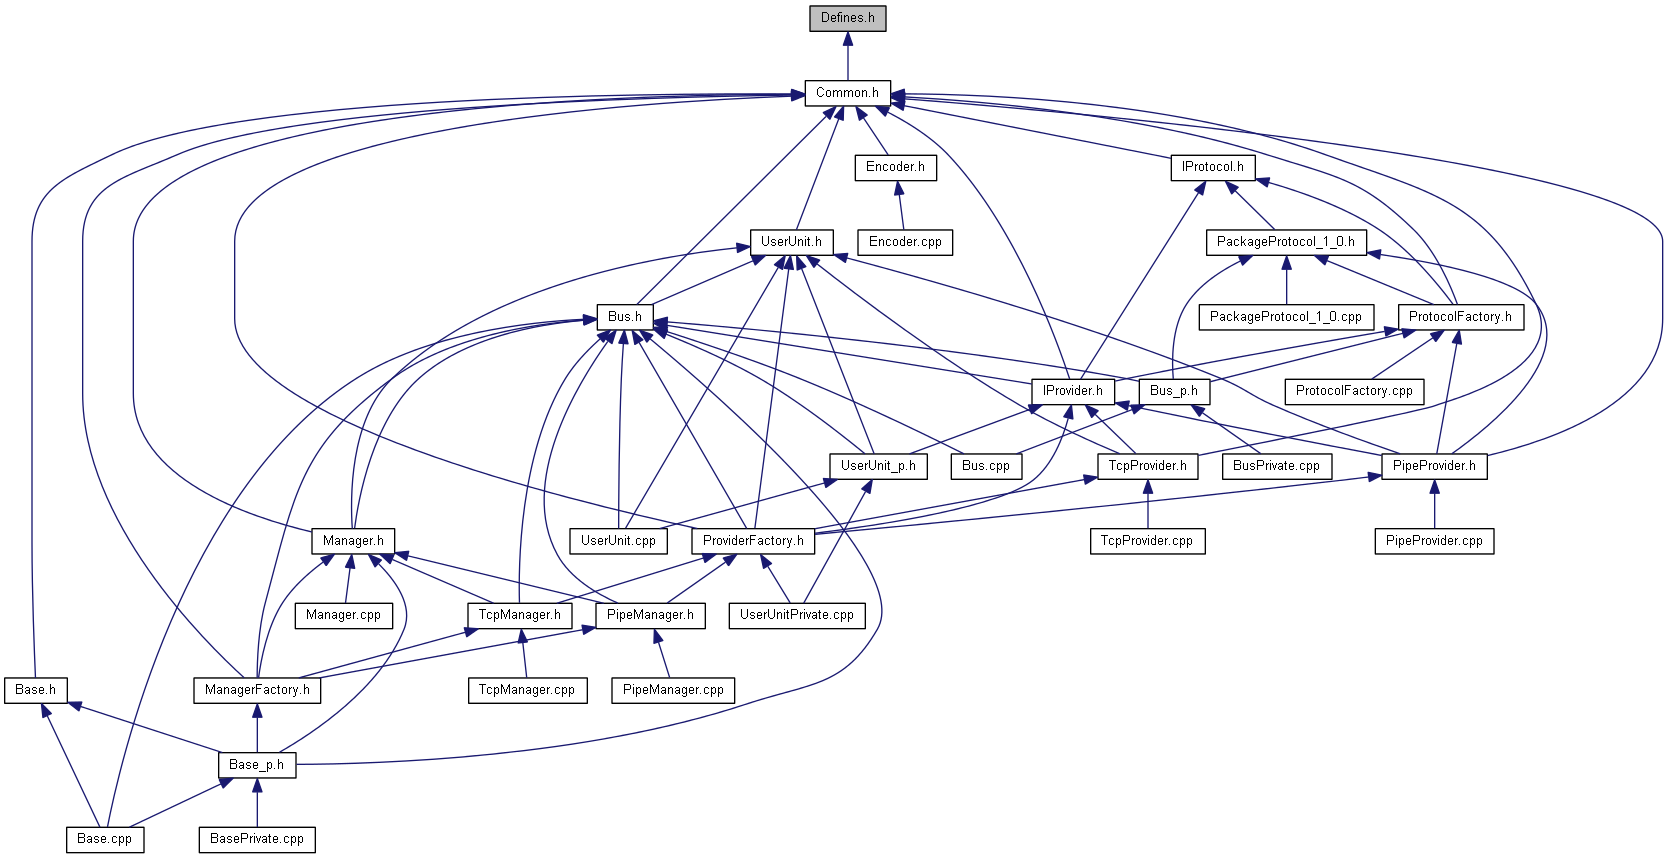 Defines.h
Common.h
Encoder.h
IProtocol.h
UserUnit.h
Encoder.cpp
PackageProtocol_1_0.h
Bus.h
PackageProtocol_1_0.cpp
ProtocolFactory.h
IProvider.h
Bus_p.h
ProtocolFactory.cpp
UserUnit_p.h
Bus.cpp
TcpProvider.h
BusPrivate.cpp
PipeProvider.h
Manager.h
UserUnit.cpp
ProviderFactory.h
TcpProvider.cpp
PipeProvider.cpp
Manager.cpp
TcpManager.h
PipeManager.h
UserUnitPrivate.cpp
Base.h
ManagerFactory.h
TcpManager.cpp
PipeManager.cpp
Base_p.h
Base.cpp
BasePrivate.cpp